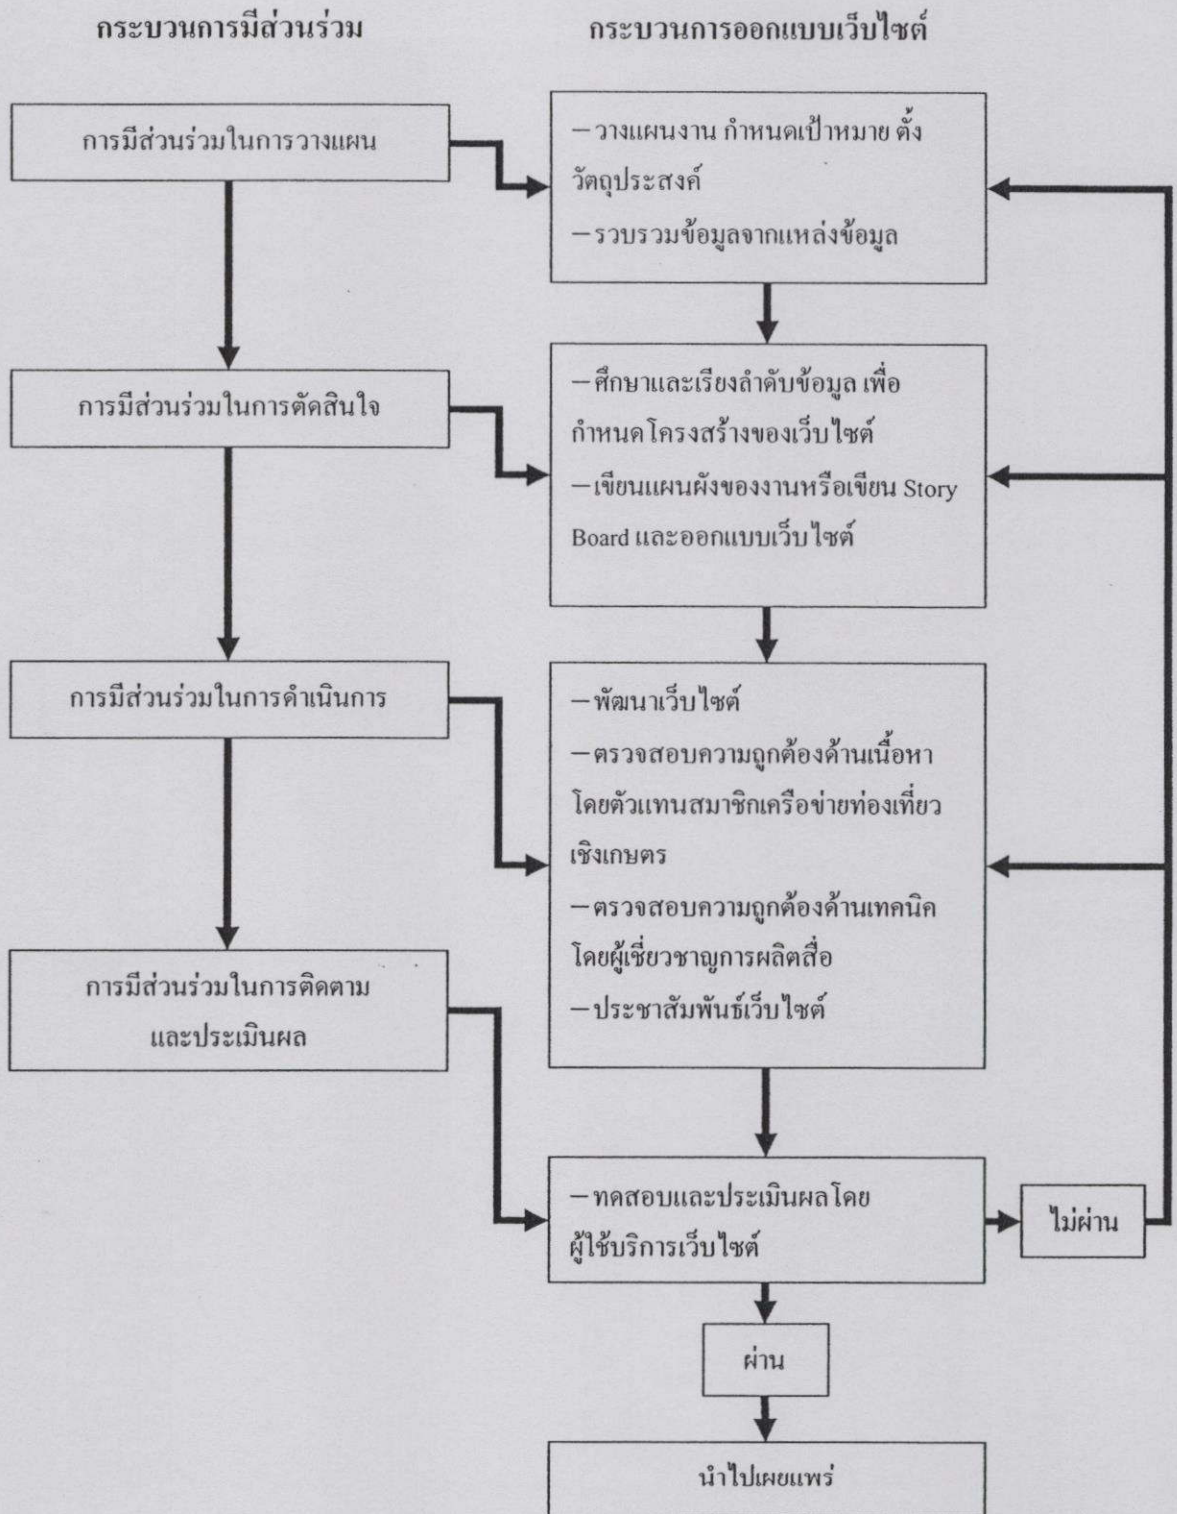 กระบวนการมีส่วนร่วม
กระบวนการออกแบบเว็บไซต์
การมีส่วนร่วมในการวางแผน
–วางแผนงาน กำหนดเป้าหมาย ตั้ง
วัตถุประสงค์
–รวบรวมข้อมูลจากแหล่งข้อมูล
การมีส่วนร่วมในการตัดสินใจ
–ศึกษาและเรียงลำดับข้อมูล เพื่อ
กำหนดโครงสร้างของเว็บไซต์
–เขียนแผนผังของงานหรือเขียน Story
Board และออกแบบเว็บไซต์
การมีส่วนร่วมในการดำเนินการ
–พัฒนาเว็บไซต์
–ตรวจสอบความถูกต้องด้านเนื้อหา
โดยตัวแทนสมาชิกเครือข่ายท่องเที่ยว
เชิงเกษตร
–ตรวจสอบความถูกต้องด้านเทคนิค
โดยผู้เชี่ยวชาญการผลิตสื่อ
–ประชาสัมพันธ์เว็บไซต์
การมีส่วนร่วมในการติดตาม
และประเมินผล
–ทดสอบและประเมินผลโดย
ผู้ใช้บริการเว็บไซต์
ไม่ผ่าน
ผ่าน
นำไปเผยแพร่